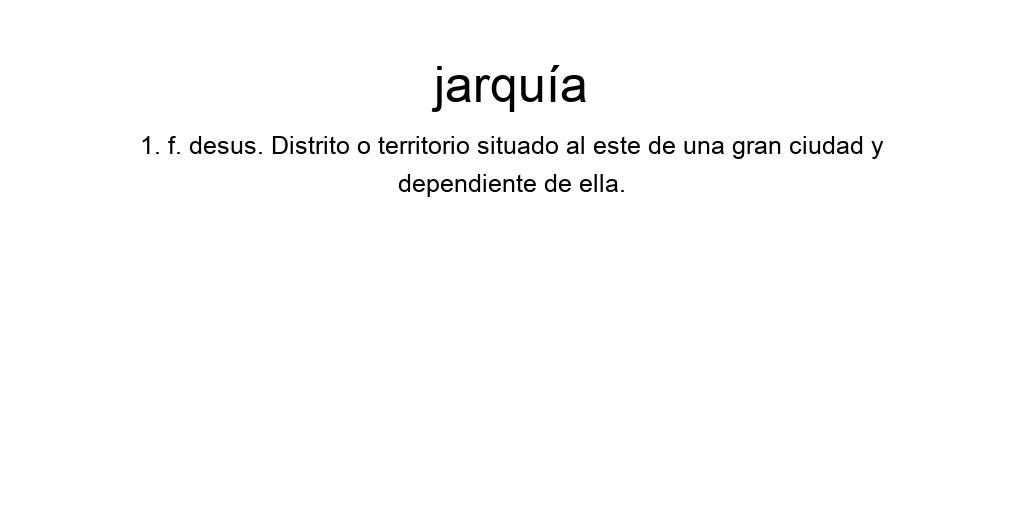 jarquía
1. f. desus. Distrito o territorio situado al este de una gran ciudad y
dependiente de ella.